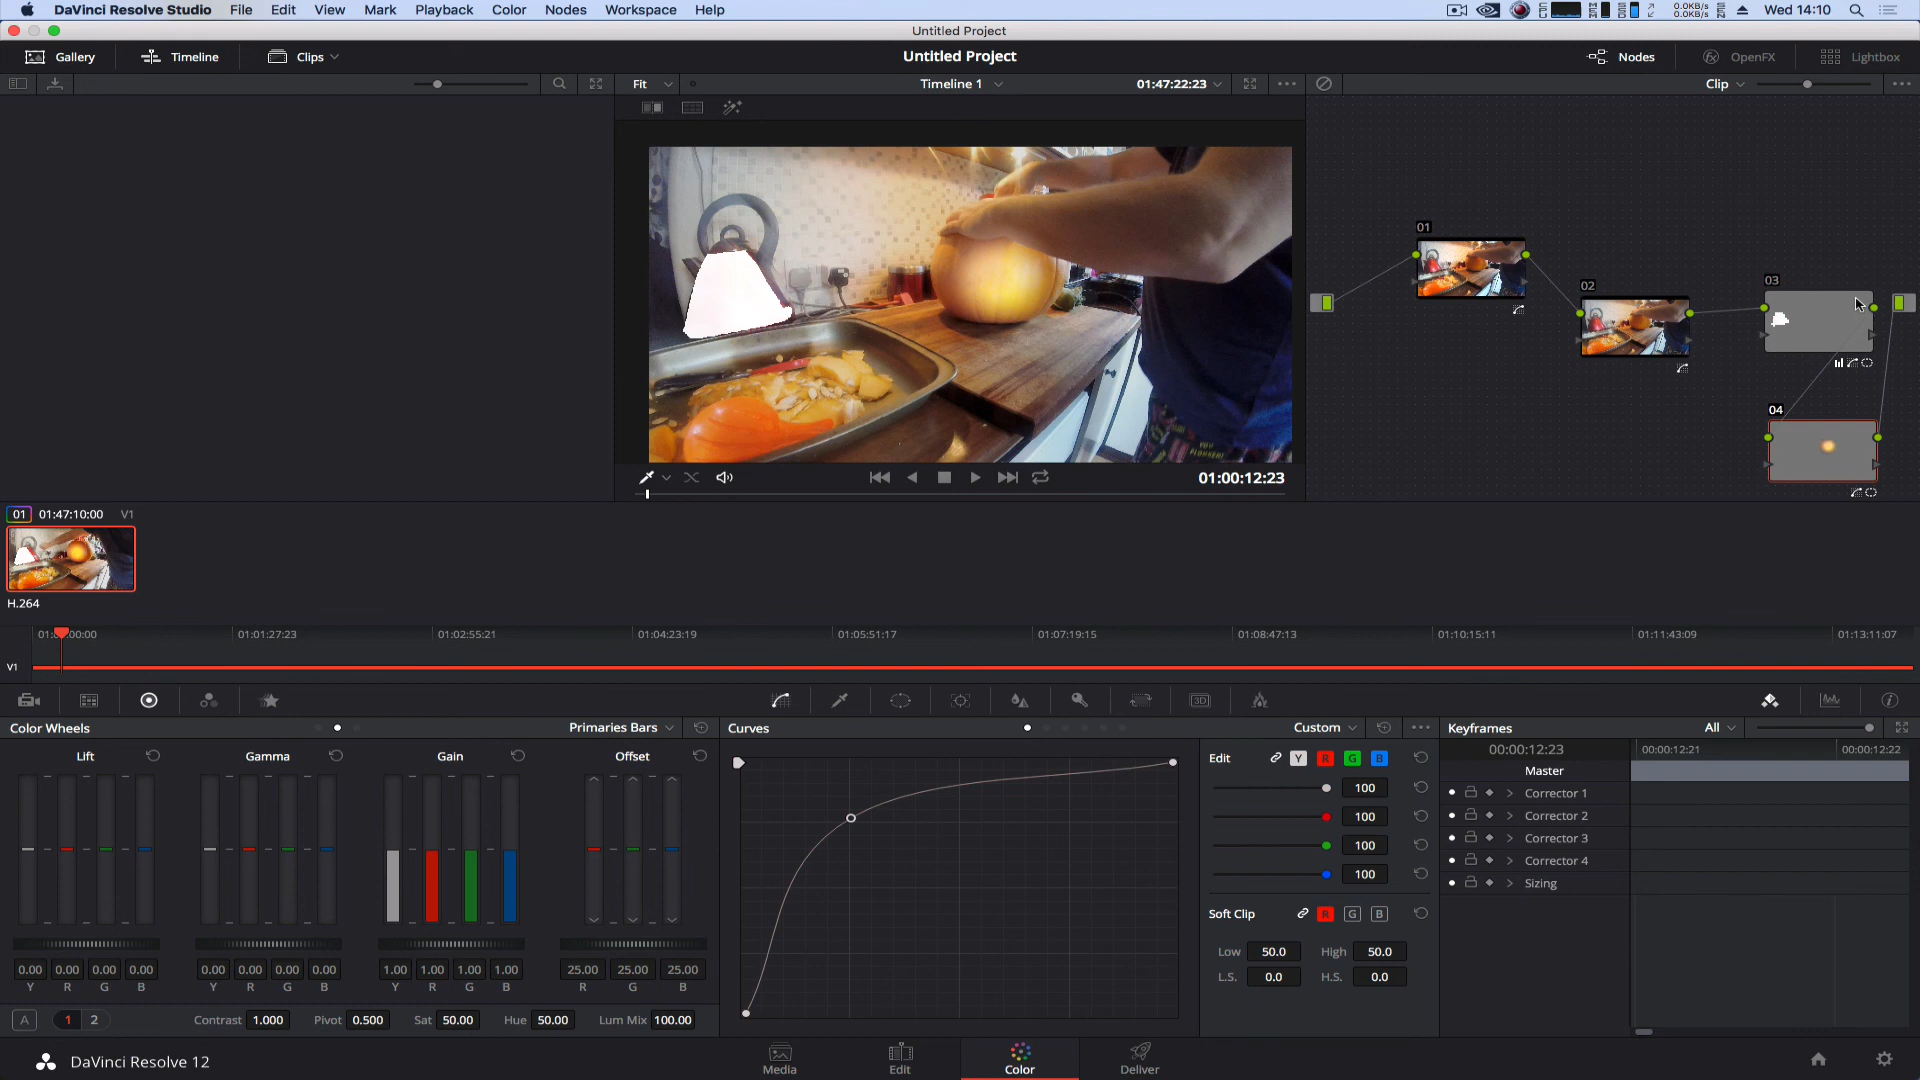 DaVinci Resolve Studio File Edit View Mark Playback Color Nodes Workspace Help
0.0KB/s
0.0KB/s
Wed 14:10
Untitled Project
Gallery Timeline Clips Untitled Project Nodes OpenFX Lightbox
Fit Timeline 1 01:47:22:23 Clip
01
02
03
04
01:00:12:23
01 01:47:10:00 V1
H.264
01:01:27:23 01:02:55:21 01:04:23:19 01:05:51:17 01:07:19:15 01:08:47:13 01:10:15:11 01:11:43:09 01:13:11:07
V1
3D
Color Wheels Primaries Bars Curves Custom Keyframes All
Lift Gamma Gain Offset
Edit Y R G B
00:00:12:23 00:00:12:21 00:00:12:22
Master
100 Corrector 1
100 Corrector 2
100 Corrector 3
100 Corrector 4
Sizing
Soft Clip R G B
Low 50.0 High 50.0
L.S. 0.0 H.S. 0.0
0.00 0.00 0.00 0.00 0.00 0.00 0.00 0.00 1.00 1.00 1.00 1.00 25.00 25.00 25.00
Y R G B Y R G B Y R G B R G B
A 1 2 Contrast 1.000 Pivot 0.500 Sat 50.00 Hue 50.00 Lum Mix 100.00
DaVinci Resolve 12
Media Edit Color Deliver